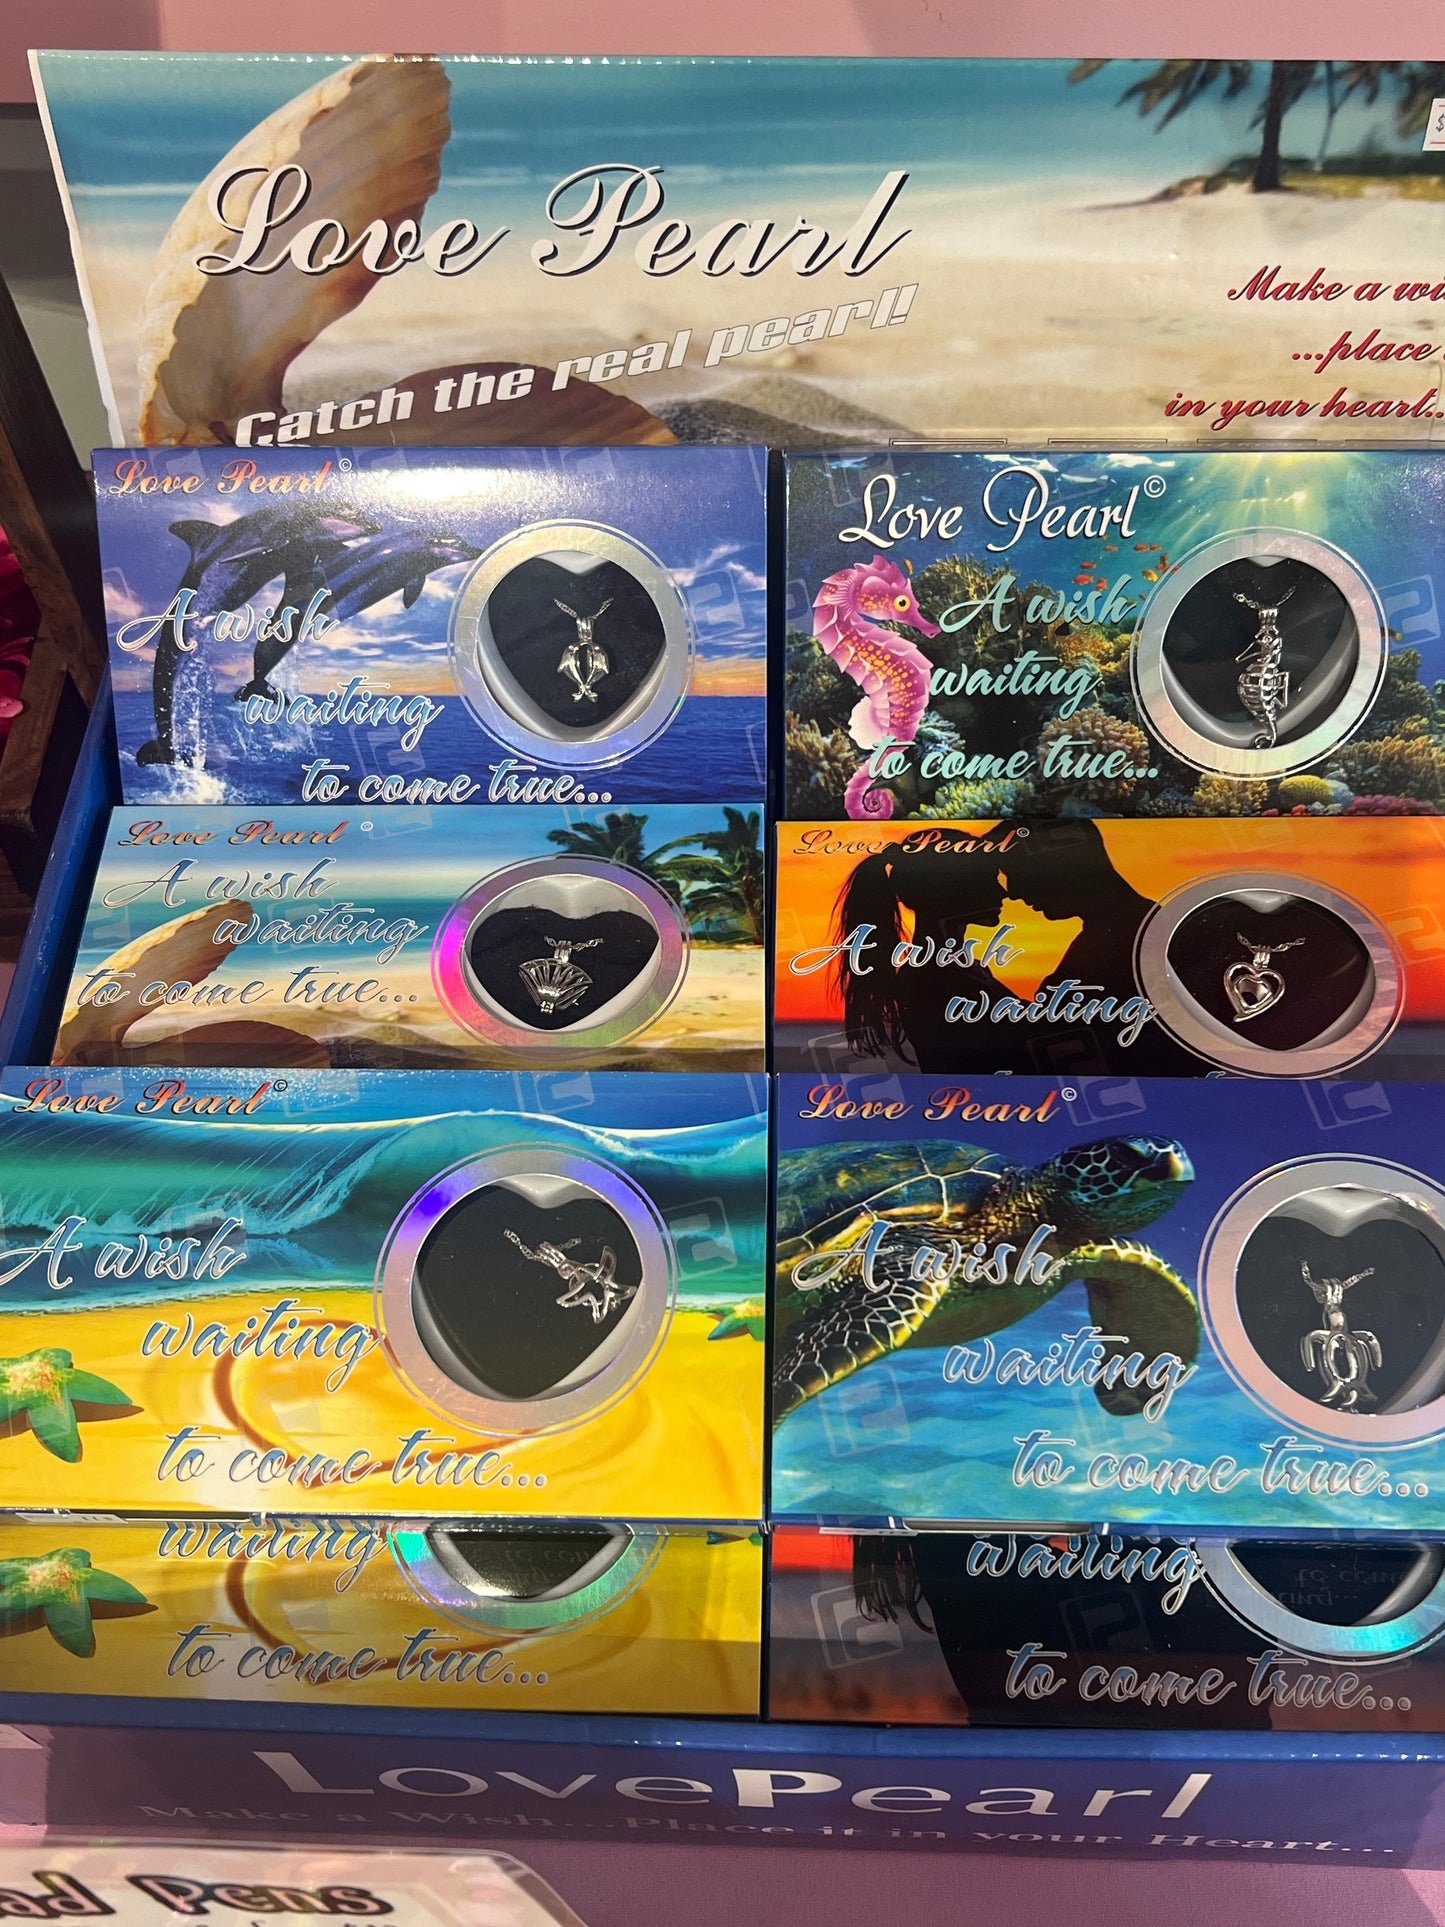 Love Pearl
Catch the real pearl!
Make a
...place
in your heart..
$
Love Pearl©
A wish
waiting
to come true...
Love Pearl©
A wish
waiting
to come true...
Love Pearl©
A wish
waiting
to come true...
Love Pearl©
A wish
waiting
Love Pearl©
A wish
waiting
to come true...
Love Pearl©
A wish
waiting
to come true...
waiting
to come true...
waiting
to come true...
LovePearl
Make a Wish...Place it in your Heart...
Pens